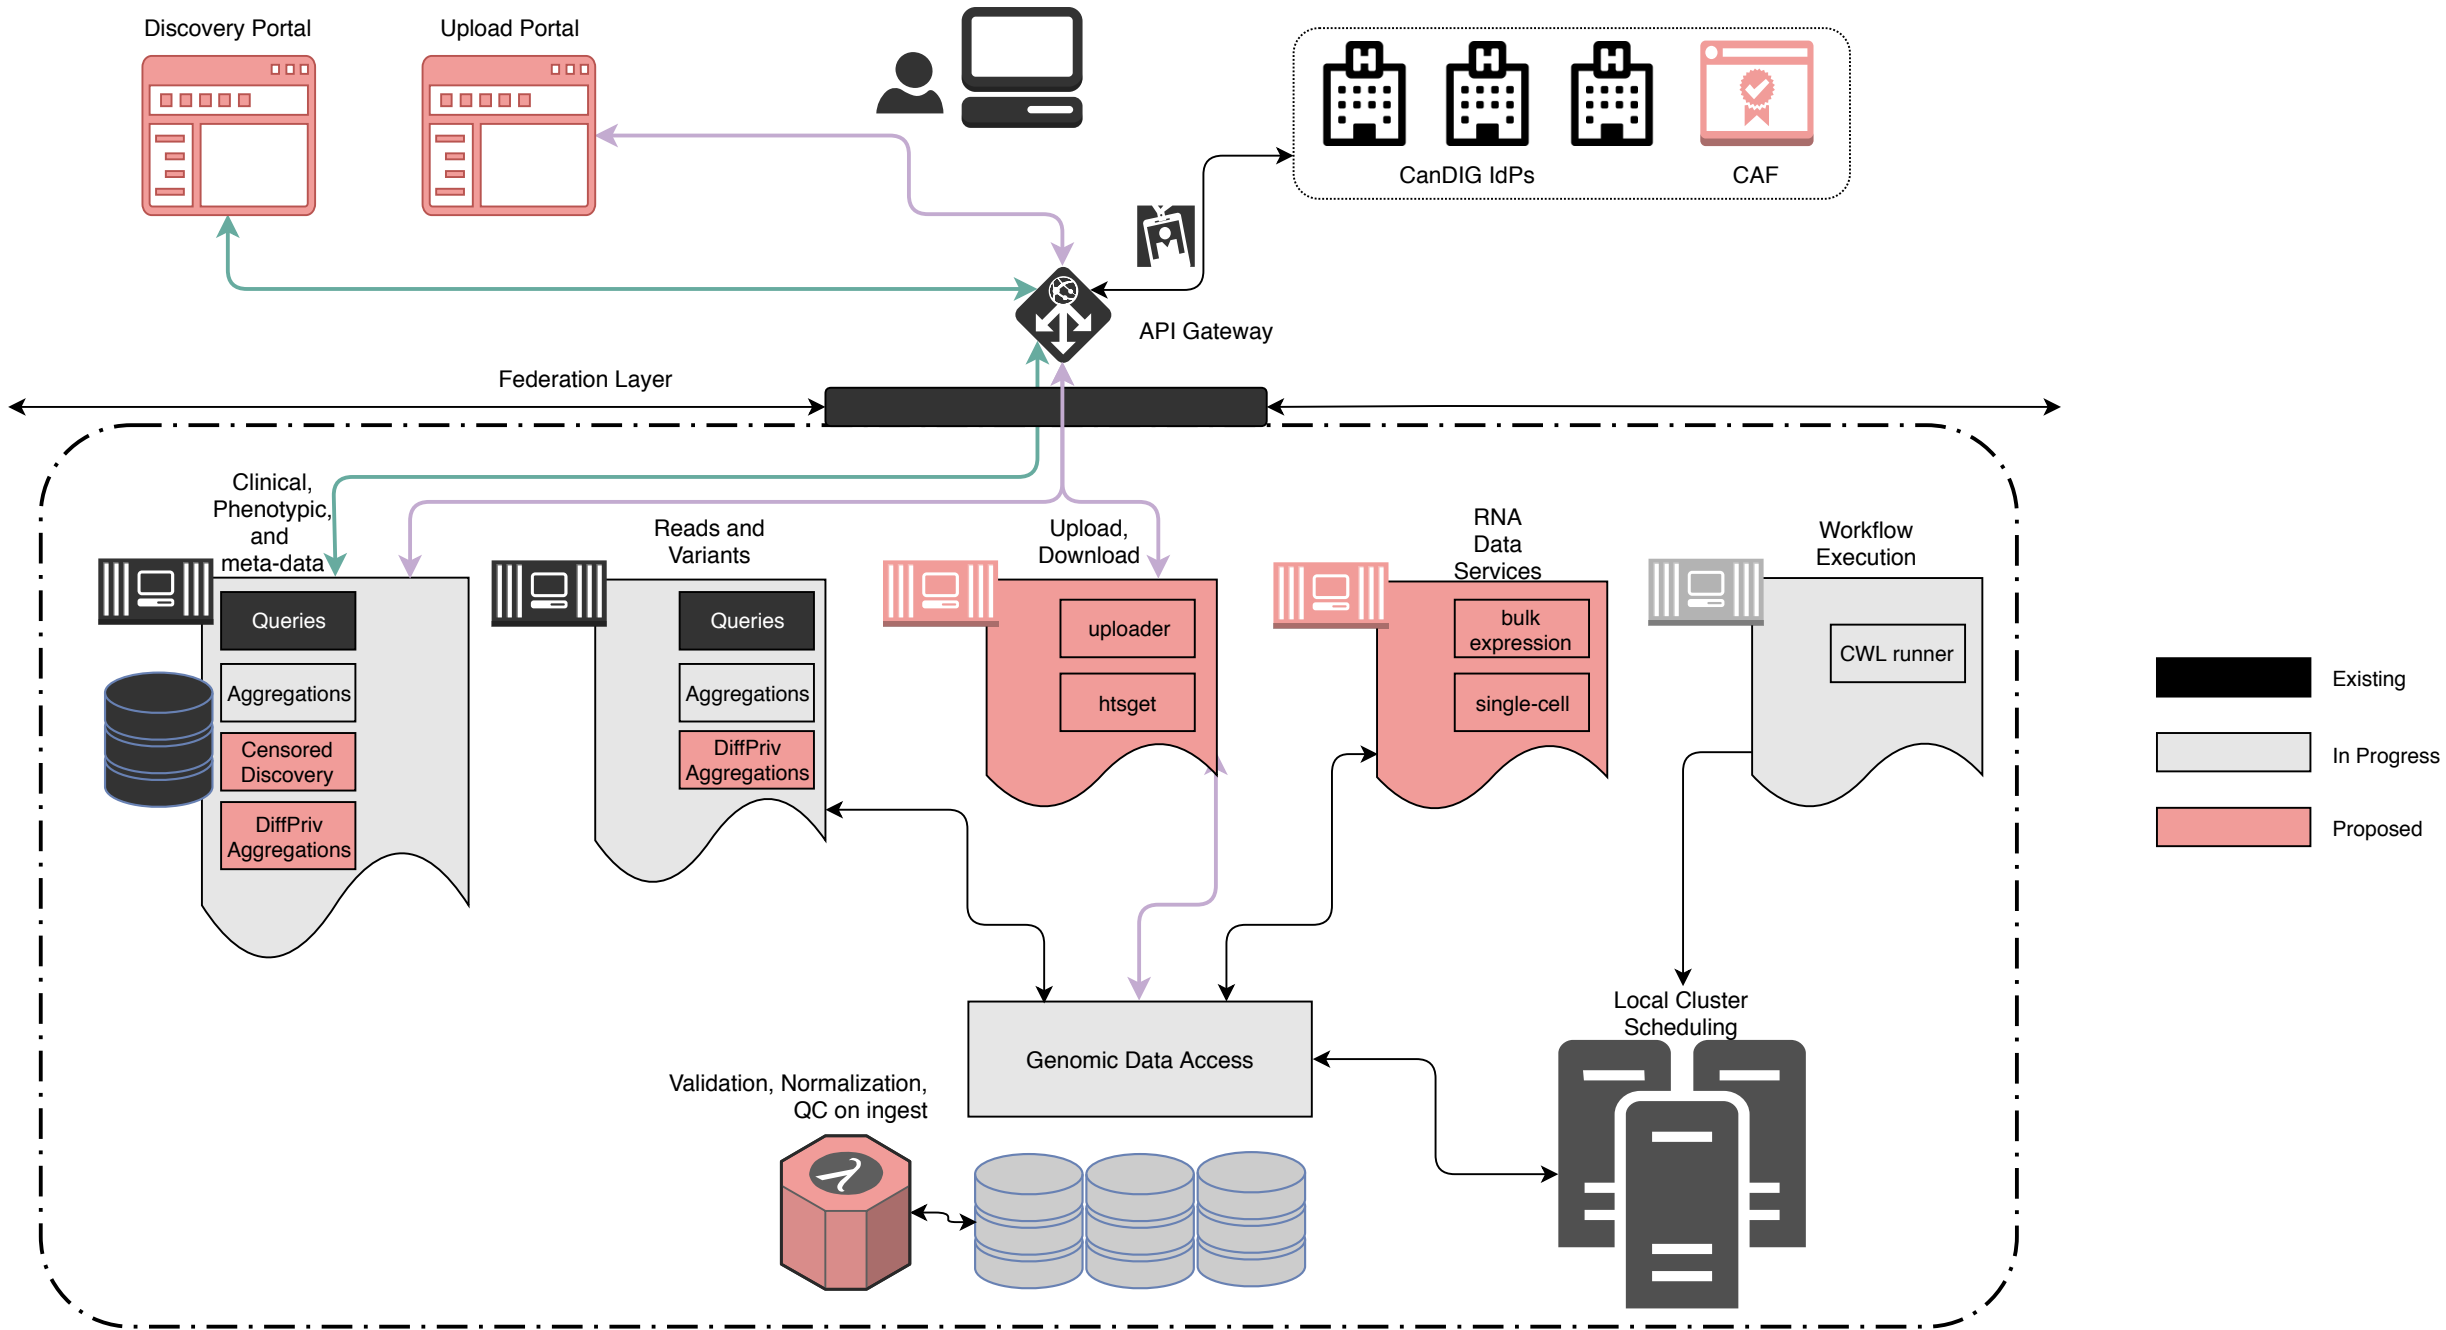 Discovery Portal
Upload Portal
CanDIG IdPs
CAF
API Gateway
Federation Layer
Clinical,
Phenotypic,
and
meta-data
Queries
Aggregations
Censored
Discovery
DiffPriv
Aggregations
Reads and
Variants
Queries
Aggregations
DiffPriv
Aggregations
Upload,
Download
uploader
htsget
RNA
Data
Services
bulk
expression
single-cell
Workflow
Execution
CWL runner
Existing
In Progress
Proposed
Local Cluster
Scheduling
Genomic Data Access
Validation, Normalization,
QC on ingest